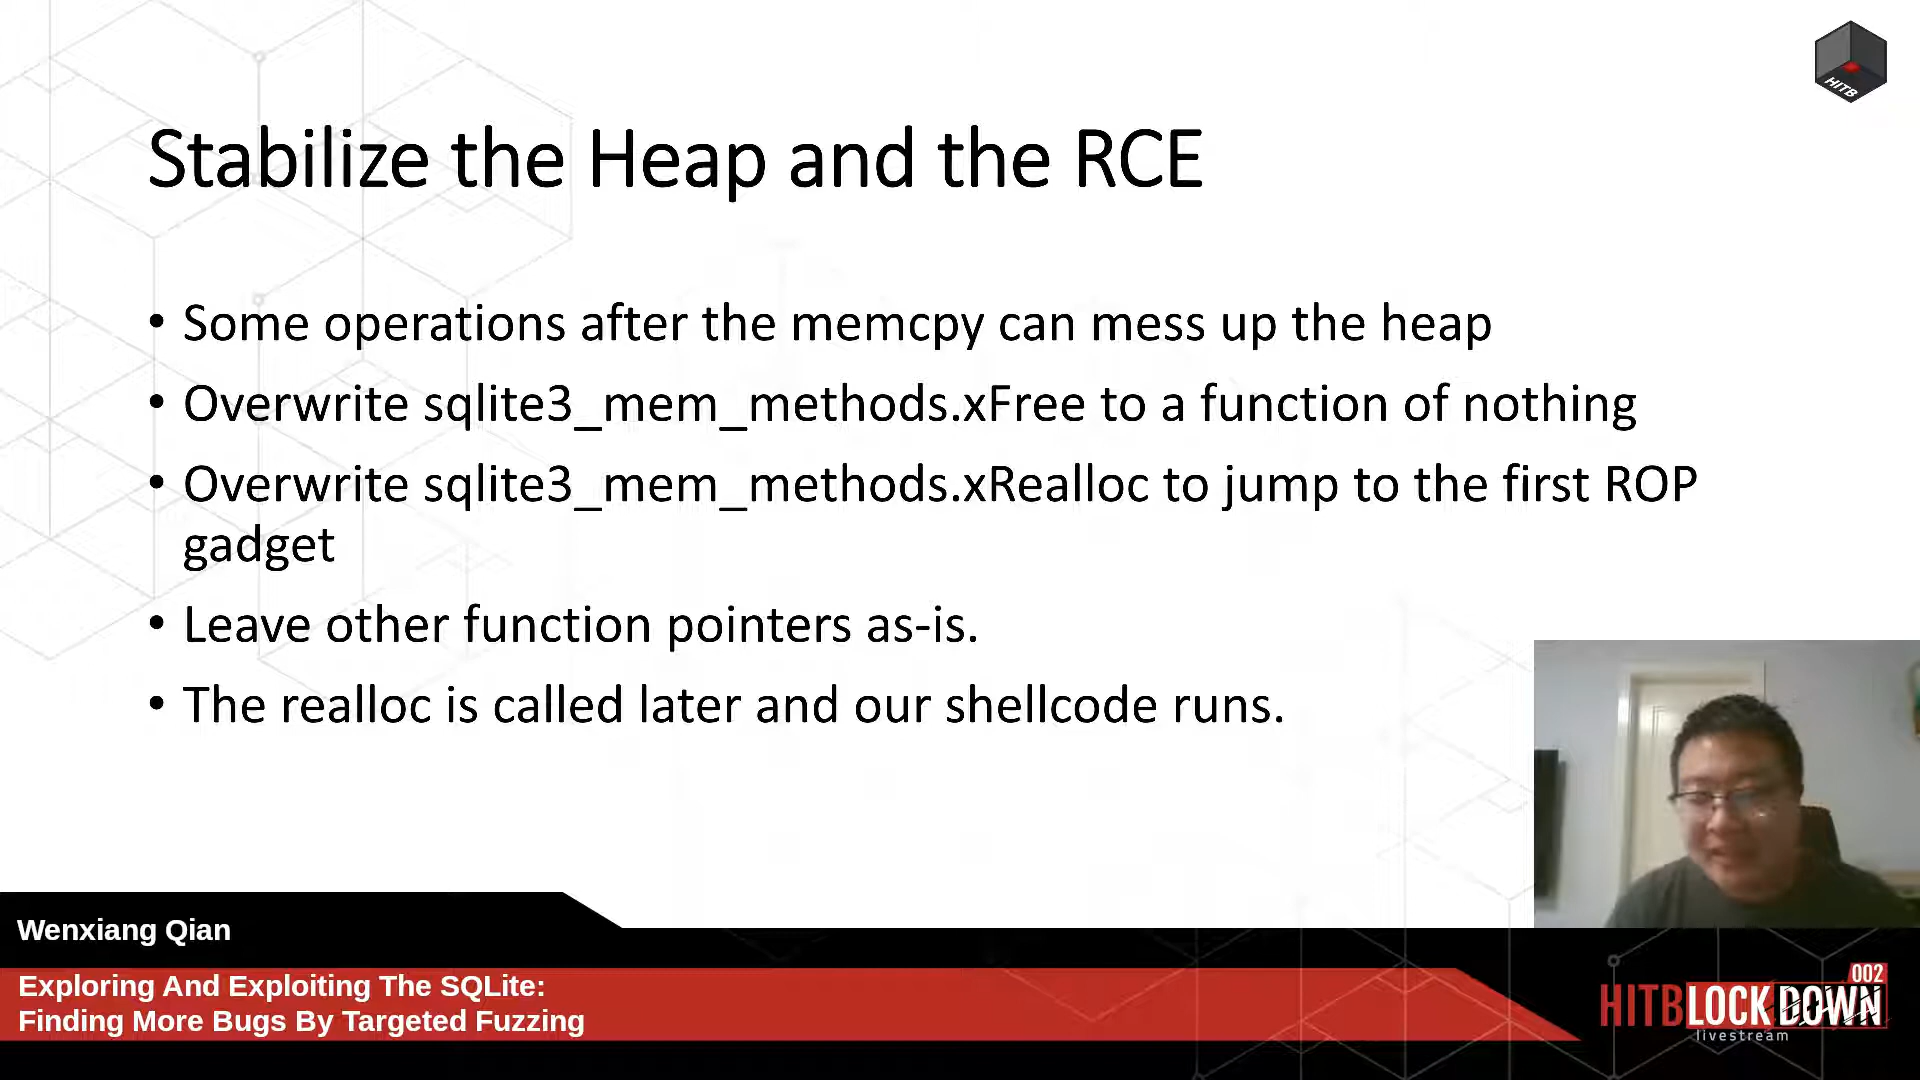 HITB
Stabilize the Heap and the RCE
• Some operations after the memcpy can mess up the heap
• Overwrite sqlite3_mem_methods.xFree to a function of nothing
• Overwrite sqlite3_mem_methods.xRealloc to jump to the first ROP
gadget
• Leave other function pointers as-is.
• The realloc is called later and our shellcode runs.
Wenxiang Qian
Exploring And Exploiting The SQLite:
Finding More Bugs By Targeted Fuzzing
002
HITBLOCKDOWN
livestream